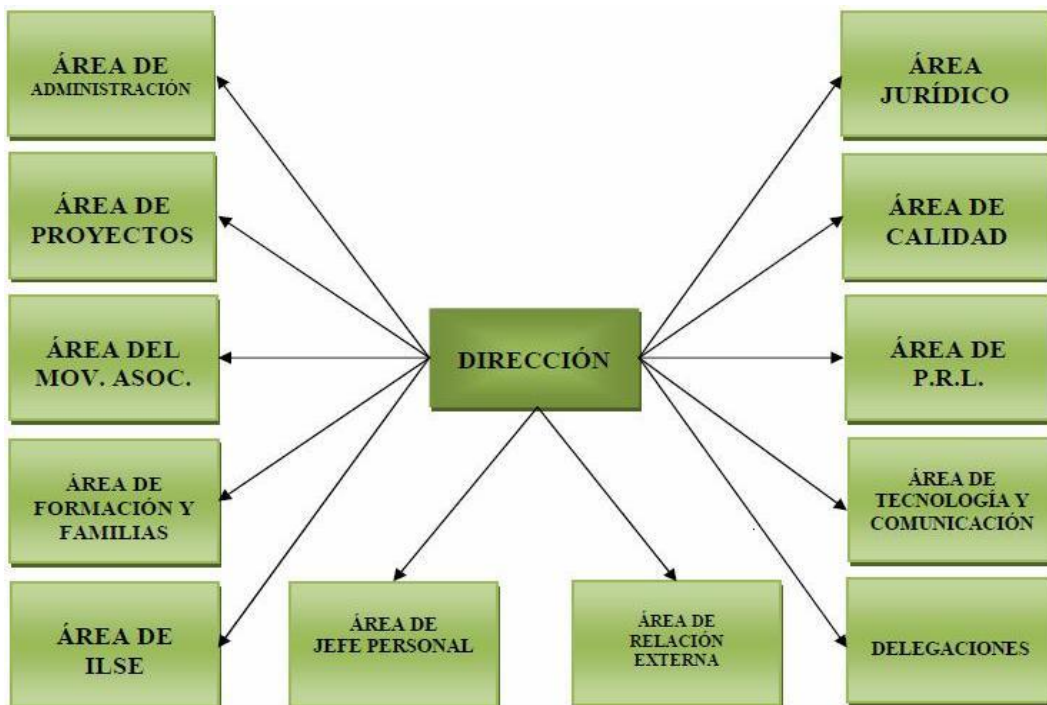 ÁREA DE
ADMINISTRACIÓN
ÁREA DE
PROYECTOS
ÁREA DEL
MOV. ASOC.
ÁREA DE
FORMACIÓN Y
FAMILIAS
ÁREA DE
ILSE
DIRECCIÓN
ÁREA DE
JEFE PERSONAL
ÁREA DE
RELACIÓN
EXTERNA
ÁREA
JURÍDICO
ÁREA DE
CALIDAD
ÁREA DE
P.R.L.
ÁREA DE
TECNOLOGÍA Y
COMUNICACIÓN
DELEGACIONES